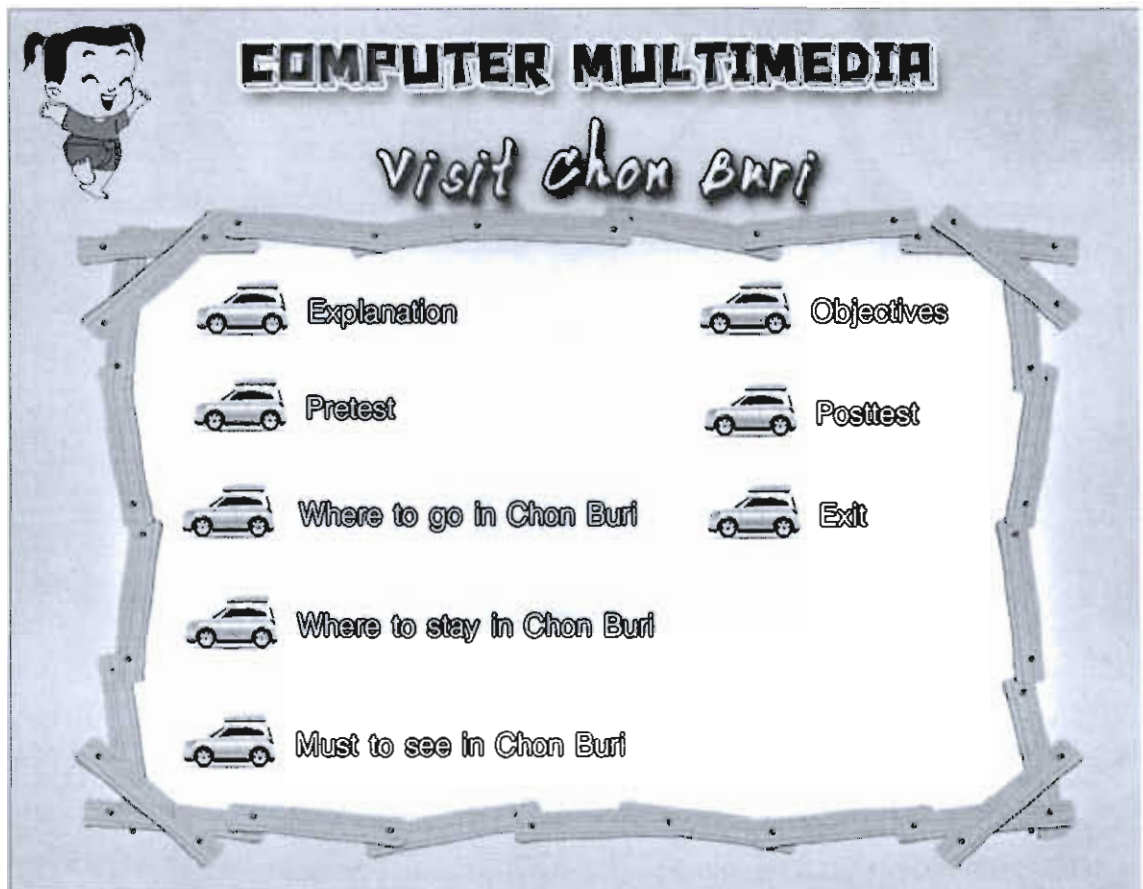 COMPUTER MULTIMEDIA
Visit Chon Buri
Explanation
Objectives
Pretest
Posttest
Where to go in Chon Buri
Exit
Where to stay in Chon Buri
Must to see in Chon Buri